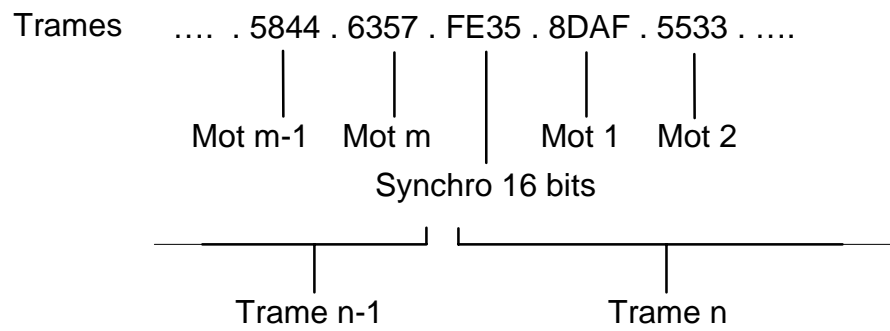 Trames …. . 5844 . 6357 . FE35 . 8DAF . 5533 . ….
Mot m-1 Mot m Mot 1 Mot 2
Synchro 16 bits
Trame n-1 Trame n